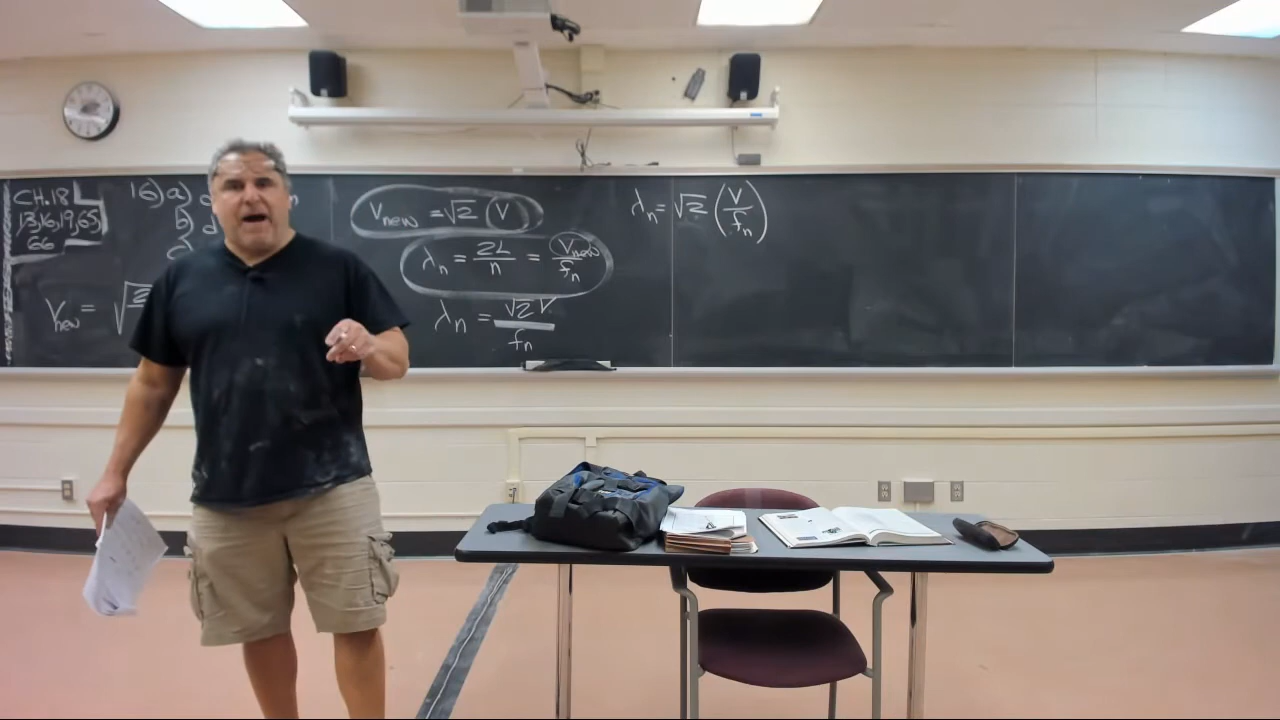 CH.18
13,16,19,65,
66
16) a)
b) d
c)
V_new = √2
V_new = √2 (V)
λ_n = 2L/n = V_new/f_n
λ_n = √2 V/f_n
λ_n = √2 (V/f_n)